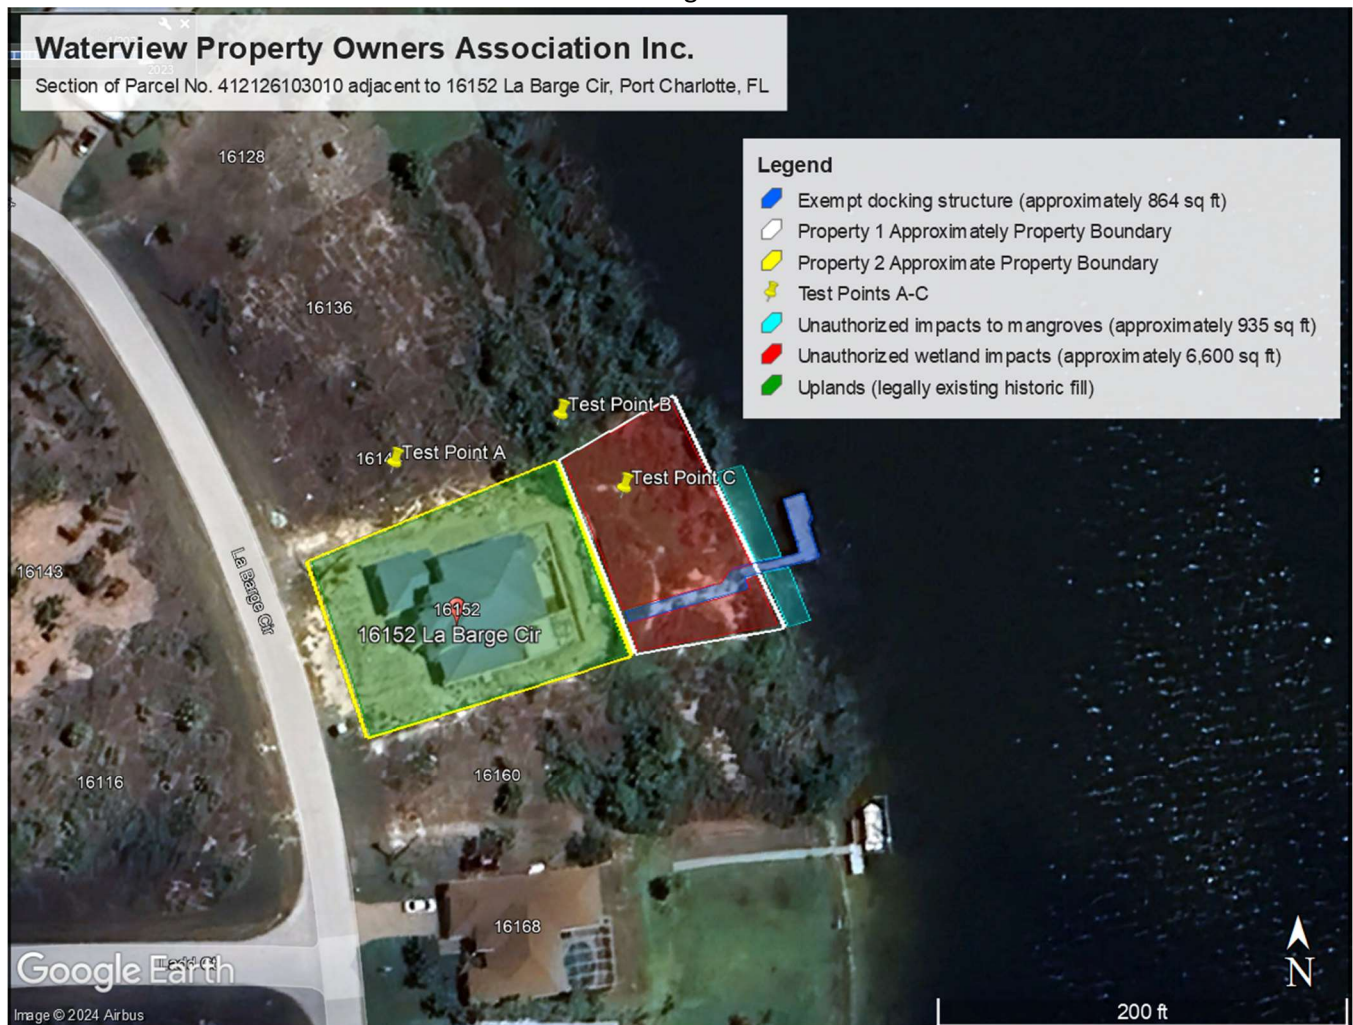 Waterview Property Owners Association Inc.
2023
Section of Parcel No. 412126103010 adjacent to 16152 La Barge Cir, Port Charlotte, FL
16128
Legend
Exempt docking structure (approximately 864 sq ft)
Property 1 Approximately Property Boundary
Property 2 Approximate Property Boundary
Test Points A-C
Unauthorized impacts to mangroves (approximately 935 sq ft)
Unauthorized wetland impacts (approximately 6,600 sq ft)
Uplands (legally existing historic fill)
16136
Test Point B
Test Point A
Test Point C
La Barge Cir
16143
16152
16152 La Barge Cir
16116
16160
16168
N
Google Earth
200 ft
Image © 2024 Airbus